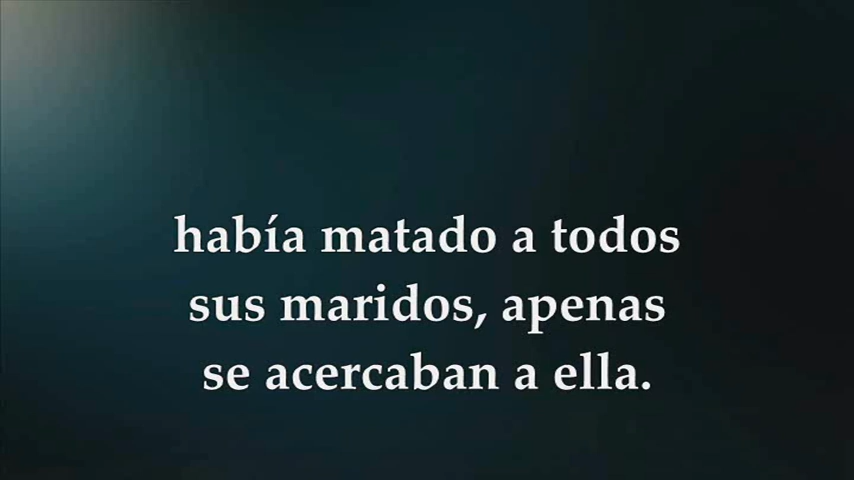 había matado a todos
sus maridos, apenas
se acercaban a ella.